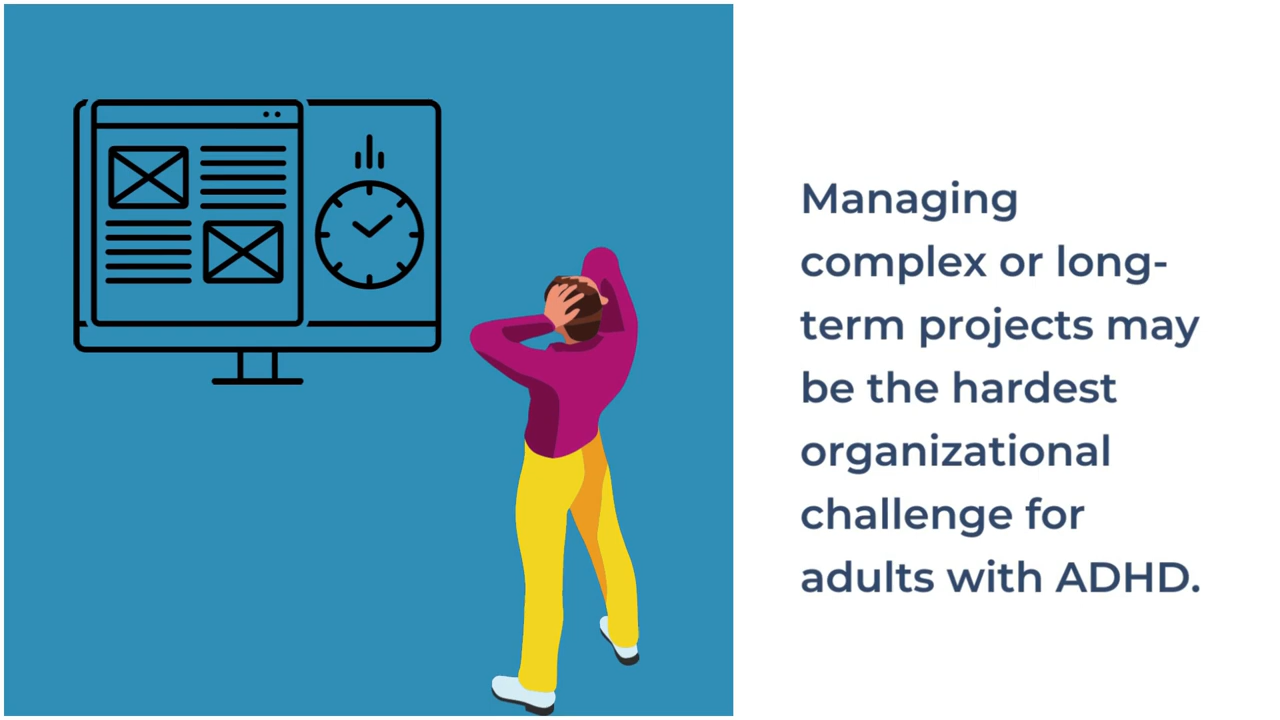 Managing
complex or long-
term projects may
be the hardest
organizational
challenge for
adults with ADHD.